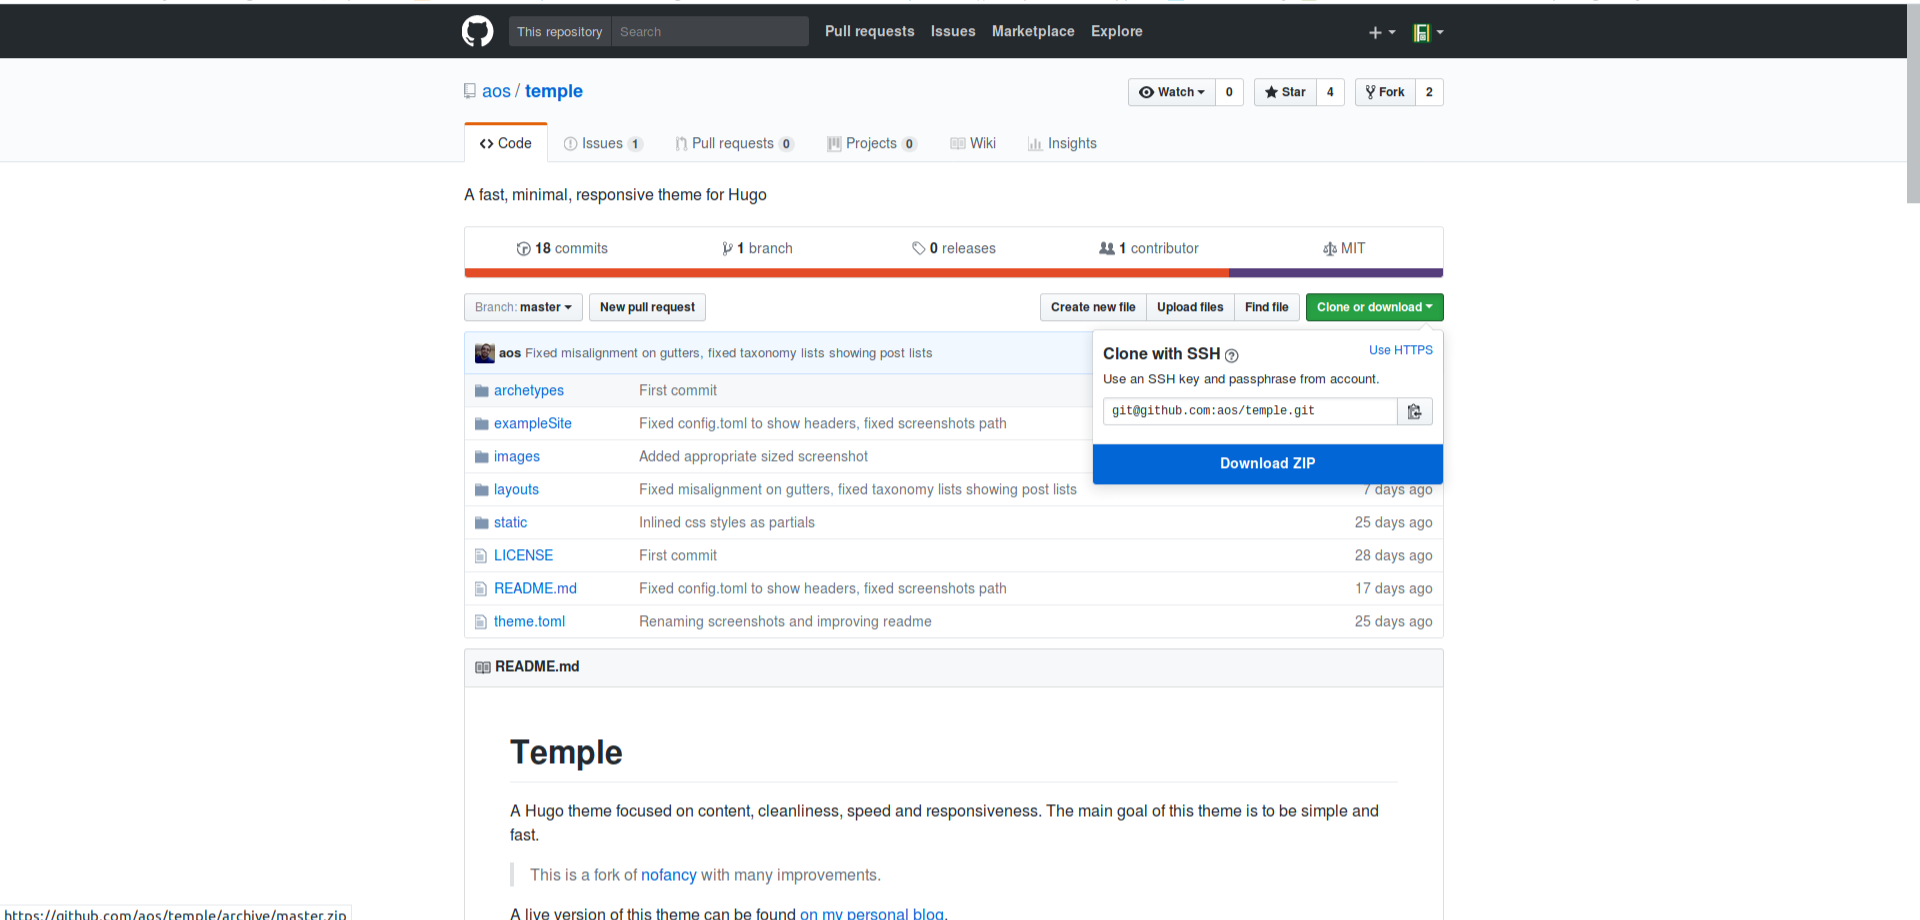 This repository Search Pull requests Issues Marketplace Explore
aos / temple Watch 0 Star 4 Fork 2
Code Issues 1 Pull requests 0 Projects 0 Wiki Insights
A fast, minimal, responsive theme for Hugo
18 commits 1 branch 0 releases 1 contributor MIT
Branch: master New pull request Create new file Upload files Find file Clone or download
aos Fixed misalignment on gutters, fixed taxonomy lists showing post lists
Clone with SSH ? Use HTTPS
Use an SSH key and passphrase from account.
git@github.com:aos/temple.git
Download ZIP
archetypes First commit
exampleSite Fixed config.toml to show headers, fixed screenshots path
images Added appropriate sized screenshot
layouts Fixed misalignment on gutters, fixed taxonomy lists showing post lists 7 days ago
static Inlined css styles as partials 25 days ago
LICENSE First commit 28 days ago
README.md Fixed config.toml to show headers, fixed screenshots path 17 days ago
theme.toml Renaming screenshots and improving readme 25 days ago
README.md
Temple
A Hugo theme focused on content, cleanliness, speed and responsiveness. The main goal of this theme is to be simple and
fast.
This is a fork of nofancy with many improvements.
A live version of this theme can be found on my personal blog.
https://github.com/aos/temple/archive/master.zip